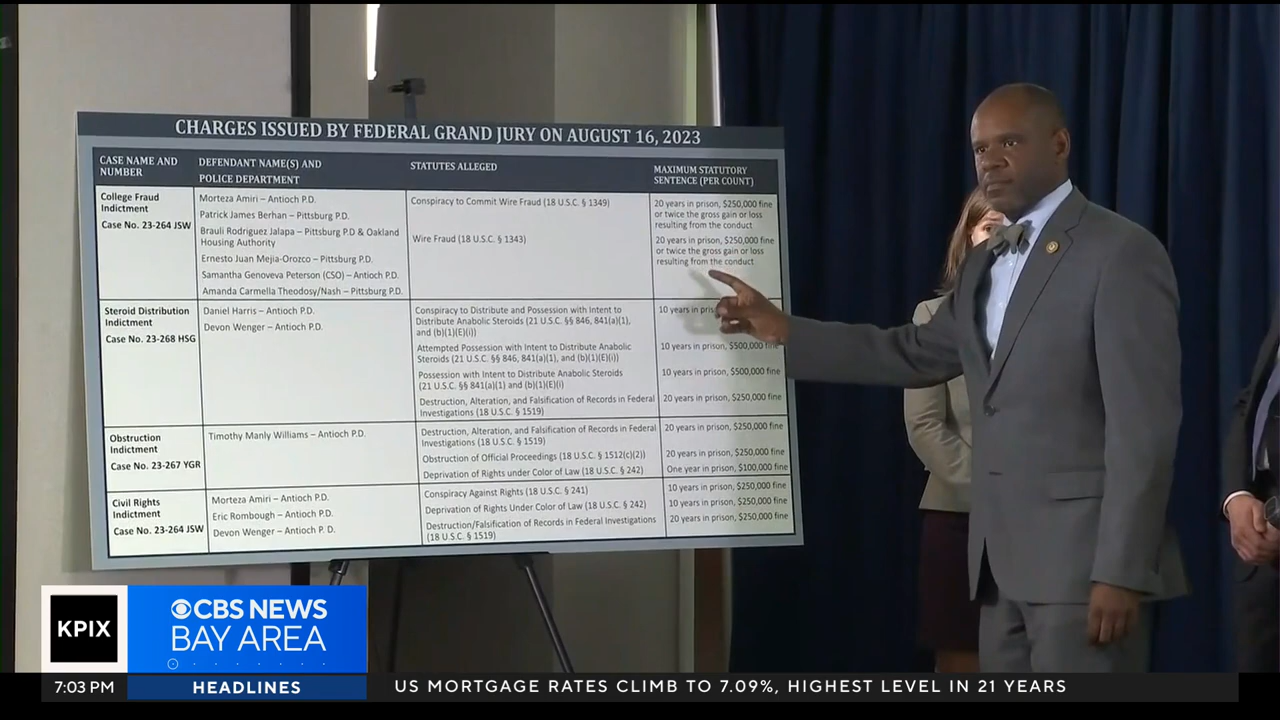 CHARGES ISSUED BY FEDERAL GRAND JURY ON AUGUST 16, 2023
CASE NAME AND
NUMBER
DEFENDANT NAME(S) AND
POLICE DEPARTMENT
STATUTES ALLEGED
MAXIMUM STATUTORY
SENTENCE (PER COUNT)
College Fraud
Indictment
Case No. 23-264 JSW
Morteza Amiri – Antioch P.D.
Patrick James Berhan – Pittsburg P.D.
Brauli Rodriguez Jalapa – Pittsburg P.D & Oakland
Housing Authority
Ernesto Juan Mejia-Orozco – Pittsburg P.D.
Samantha Genoveva Peterson (CSO) – Antioch P.D.
Amanda Carmella Theodosy/Nash – Pittsburg P.D.
Conspiracy to Commit Wire Fraud (18 U.S.C. § 1349)
Wire Fraud (18 U.S.C. § 1343)
20 years in prison, $250,000 fine
or twice the gross gain or loss
resulting from the conduct
20 years in prison, $250,000 fine
or twice the gross gain or loss
resulting from the conduct
Steroid Distribution
Indictment
Case No. 23-268 HSG
Daniel Harris – Antioch P.D.
Devon Wenger – Antioch P.D.
Conspiracy to Distribute and Possession with Intent to
Distribute Anabolic Steroids (21 U.S.C. §§ 846, 841(a)(1),
and (b)(1)(E)(i))
Attempted Possession with Intent to Distribute Anabolic
Steroids (21 U.S.C. §§ 846, 841(a)(1), and (b)(1)(E)(i))
Possession with Intent to Distribute Anabolic Steroids
(21 U.S.C. §§ 841(a)(1) and (b)(1)(E)(i)
Destruction, Alteration, and Falsification of Records in Federal
Investigations (18 U.S.C. § 1519)
10 years in
10 years in prison, $500,000 fine
10 years in prison, $500,000 fine
20 years in prison, $250,000 fine
Obstruction
Indictment
Case No. 23-267 YGR
Timothy Manly Williams – Antioch P.D.
Destruction, Alteration, and Falsification of Records in Federal
Investigations (18 U.S.C. § 1519)
Obstruction of Official Proceedings (18 U.S.C. § 1512(c)(2))
Deprivation of Rights under Color of Law (18 U.S.C. § 242)
20 years in prison, $250,000 fine
20 years in prison, $250,000 fine
One year in prison, $100,000 fine
Civil Rights
Indictment
Case No. 23-264 JSW
Morteza Amiri – Antioch P.D.
Eric Rombough – Antioch P.D.
Devon Wenger – Antioch P. D.
Conspiracy Against Rights (18 U.S.C. § 241)
Deprivation of Rights Under Color of Law (18 U.S.C. § 242)
Destruction/Falsification of Records in Federal Investigations
(18 U.S.C. § 1519)
10 years in prison, $250,000 fine
10 years in prison, $250,000 fine
20 years in prison, $250,000 fine
KPIX
CBS NEWS
BAY AREA
7:03 PM
HEADLINES
US MORTGAGE RATES CLIMB TO 7.09%, HIGHEST LEVEL IN 21 YEARS